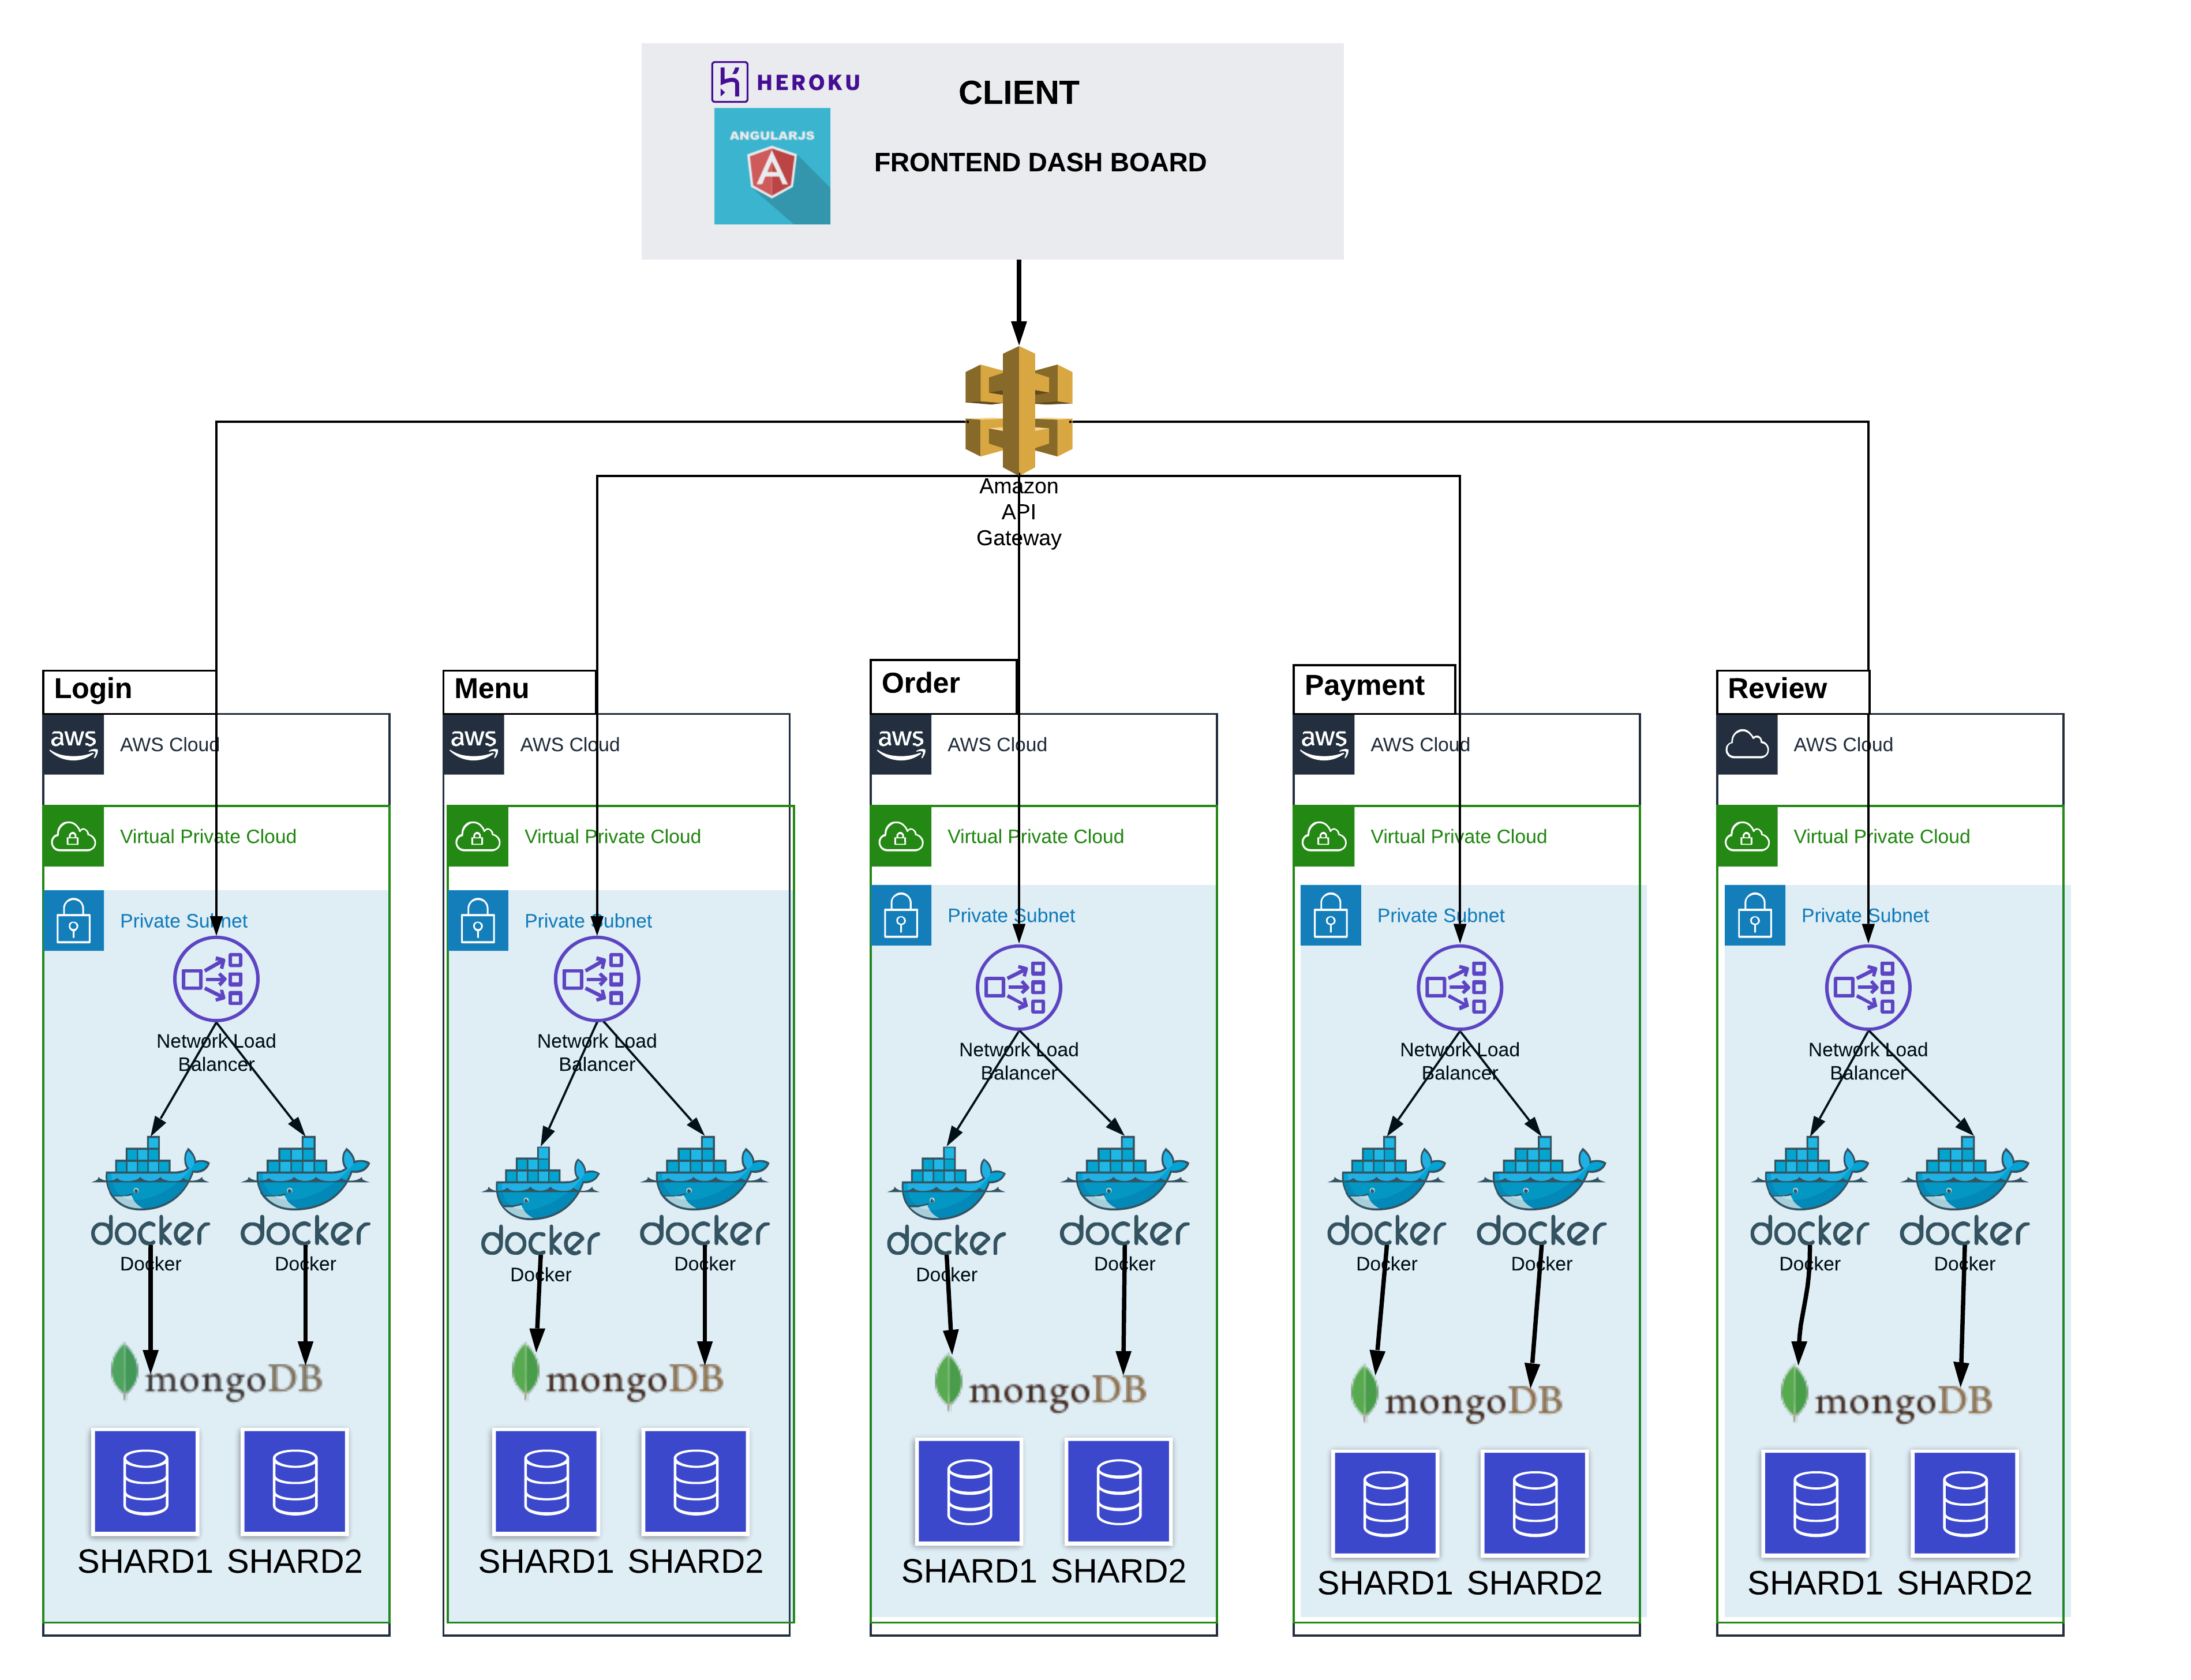 HEROKU
CLIENT
ANGULARJS
FRONTEND DASH BOARD
Amazon
API
Gateway
Login
aws
AWS Cloud
Virtual Private Cloud
Private Subnet
Network Load
Balancer
docker
docker
Docker
Docker
mongoDB
SHARD1
SHARD2
Menu
aws
AWS Cloud
Virtual Private Cloud
Private Subnet
Network Load
Balancer
docker
docker
Docker
Docker
mongoDB
SHARD1
SHARD2
Order
aws
AWS Cloud
Virtual Private Cloud
Private Subnet
Network Load
Balancer
docker
docker
Docker
Docker
mongoDB
SHARD1
SHARD2
Payment
aws
AWS Cloud
Virtual Private Cloud
Private Subnet
Network Load
Balancer
docker
docker
Docker
Docker
mongoDB
SHARD1
SHARD2
Review
AWS Cloud
Virtual Private Cloud
Private Subnet
Network Load
Balancer
docker
docker
Docker
Docker
mongoDB
SHARD1
SHARD2